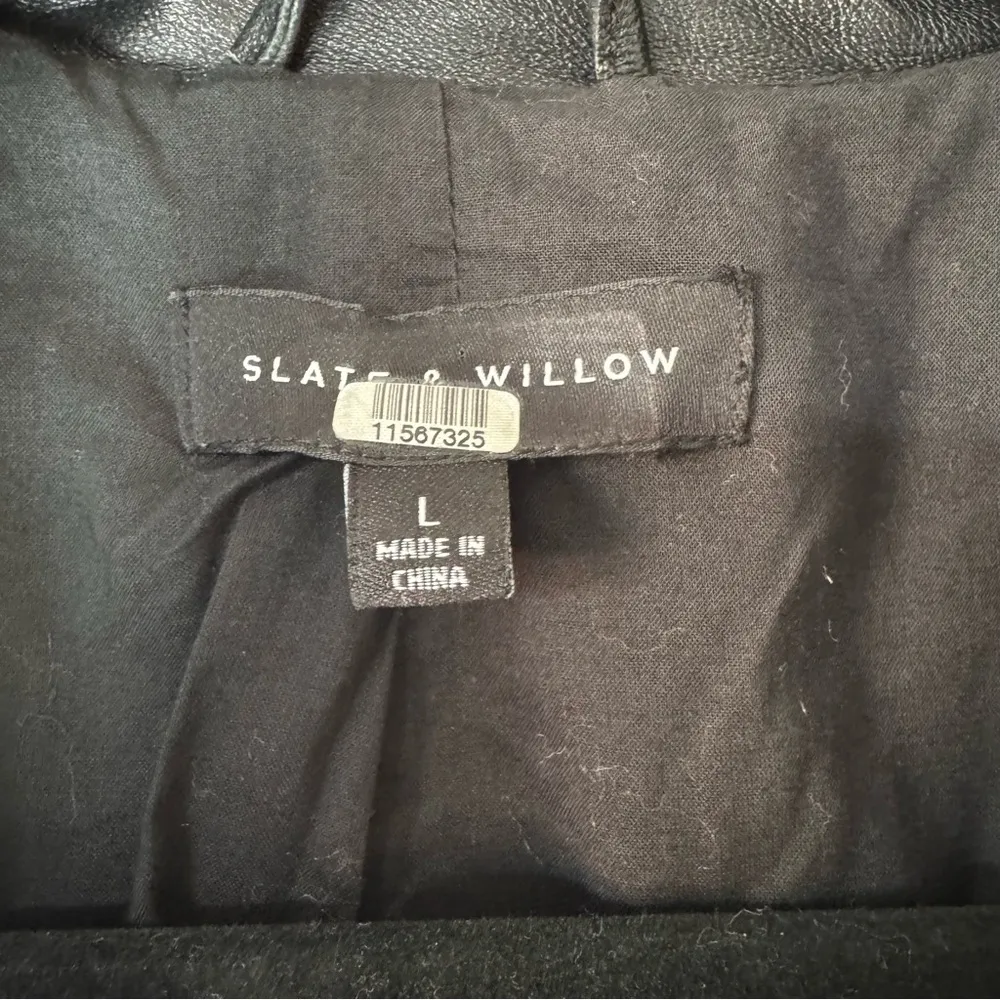 SLATE & WILLOW
11567325
L
MADE IN
CHINA